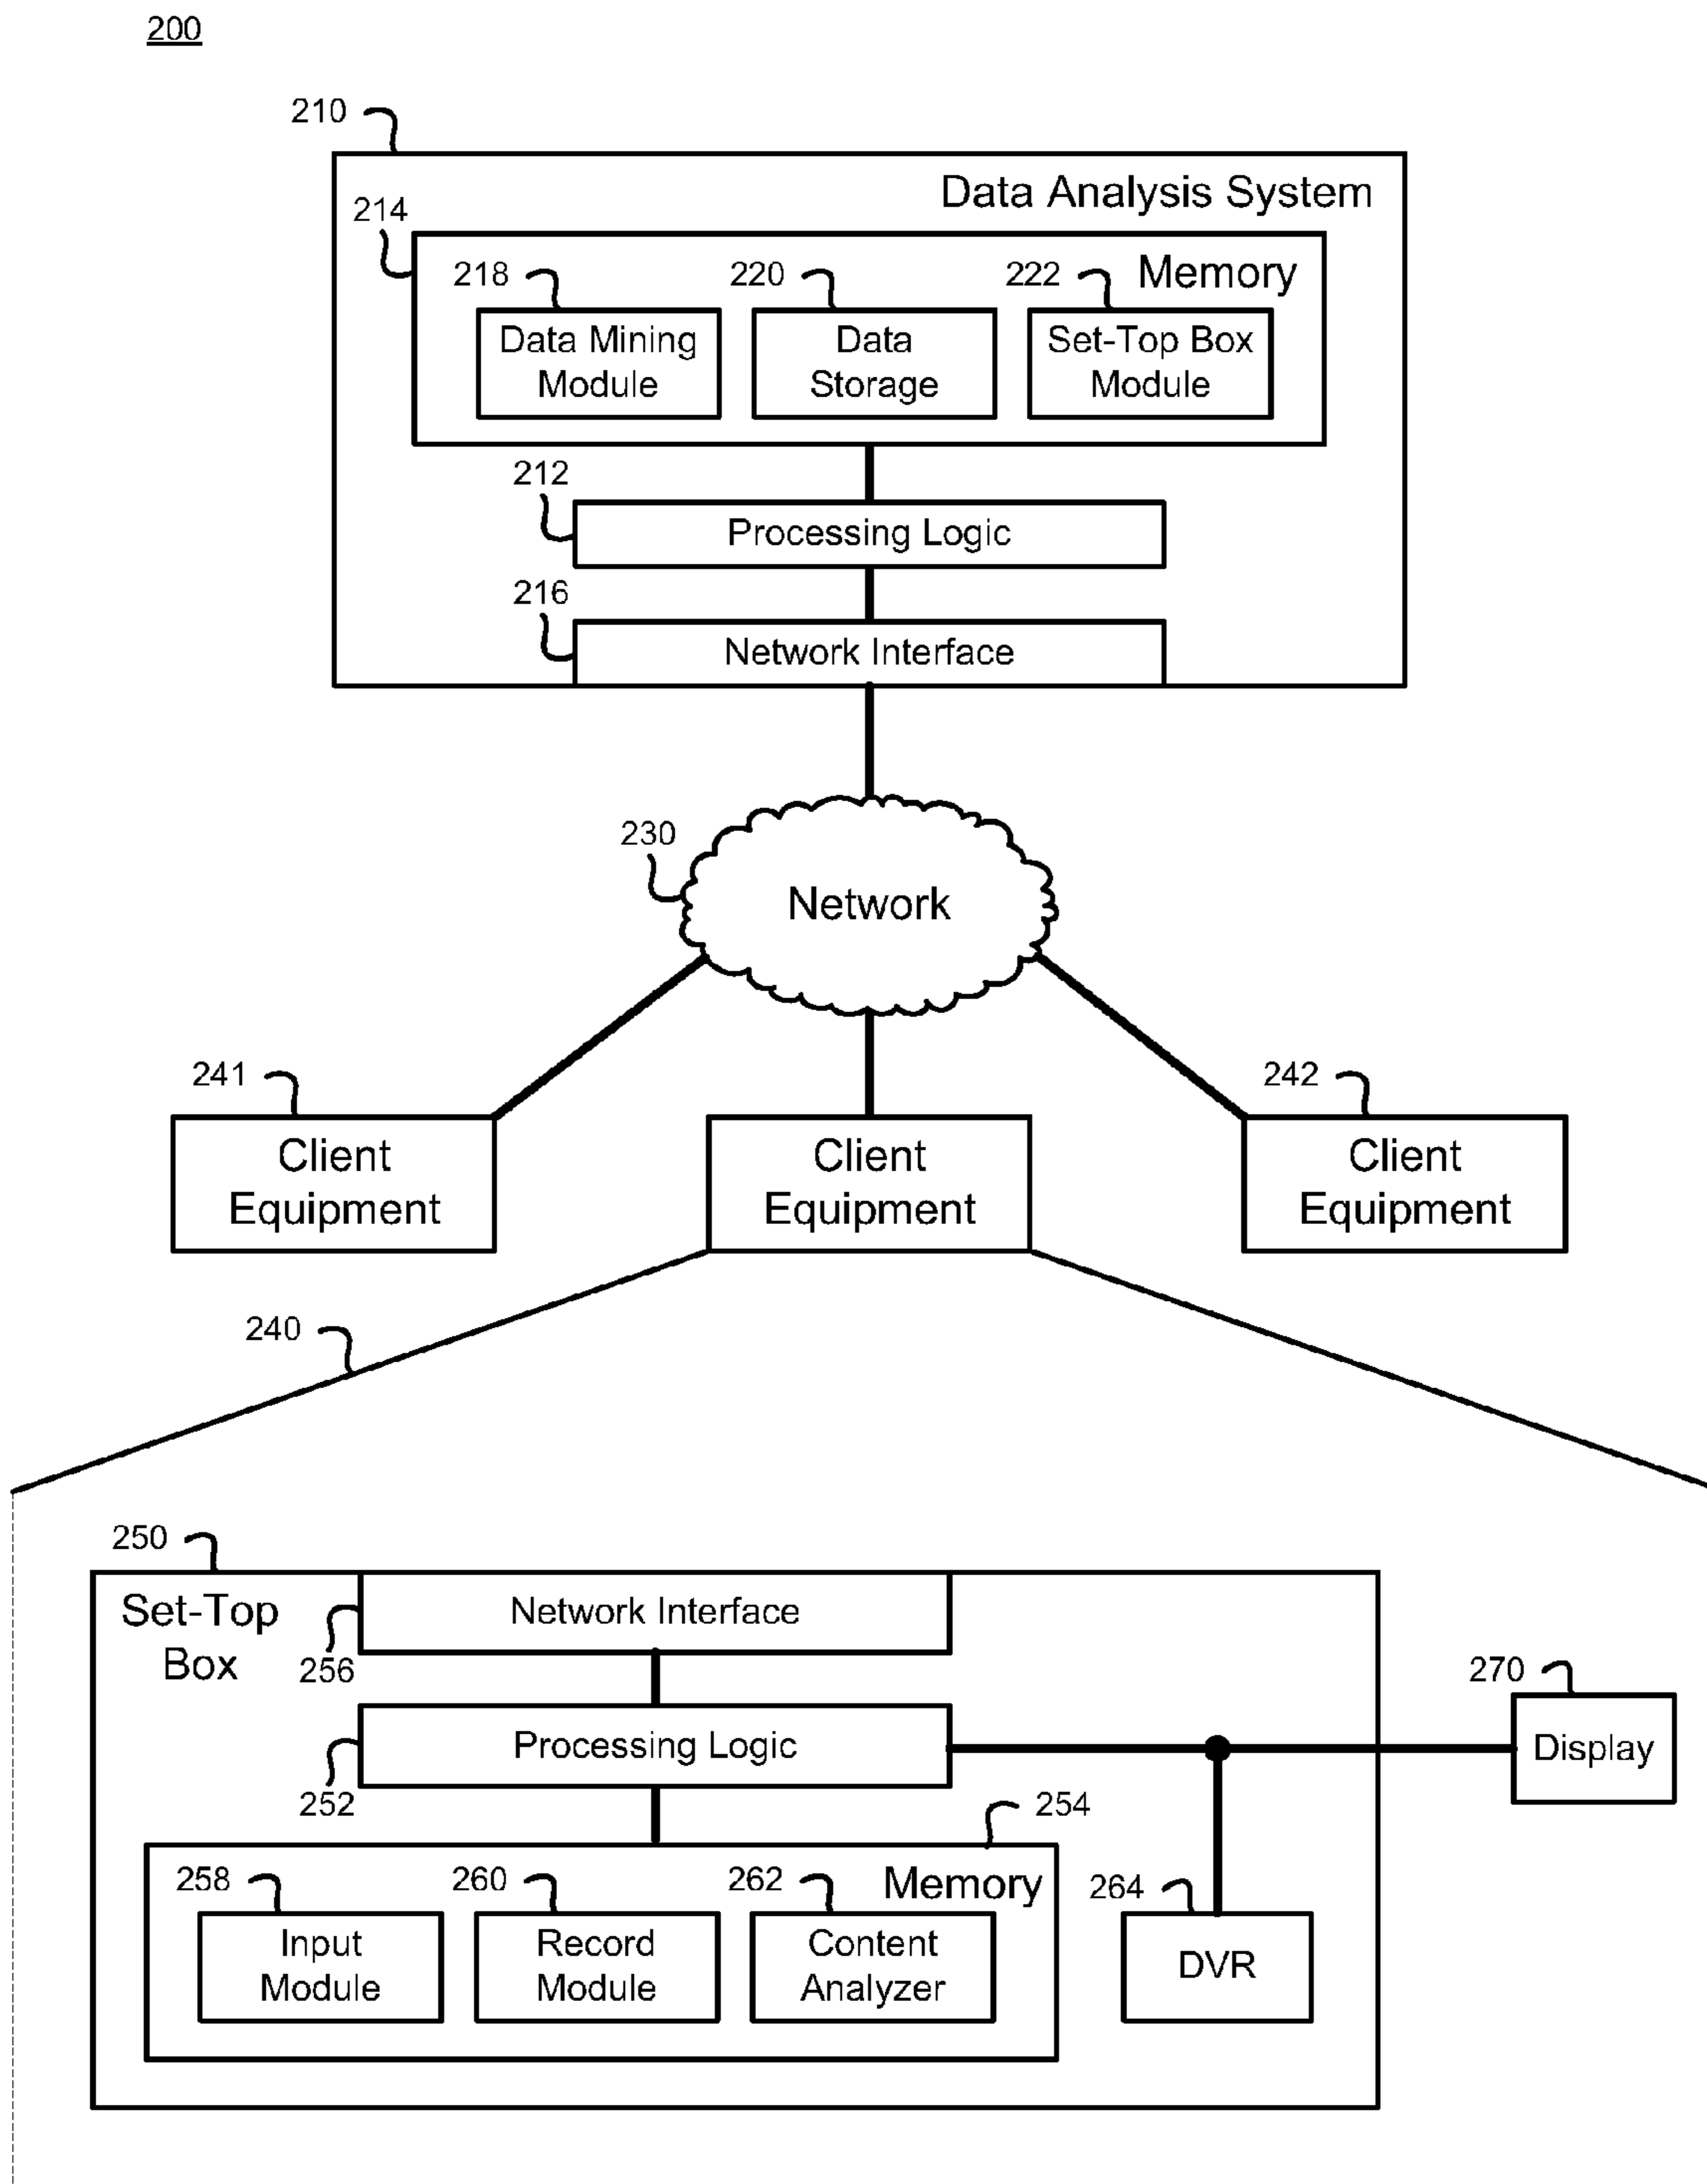 200
210
Data Analysis System
214
Memory
218
220
222
Data Mining
Module
Data
Storage
Set-Top Box
Module
212
Processing Logic
216
Network Interface
230
Network
241
242
Client
Equipment
Client
Equipment
Client
Equipment
240
250
Set-Top
Box
Network Interface
256
270
Processing Logic
Display
252
254
258
260
262
Memory
264
Input
Module
Record
Module
Content
Analyzer
DVR